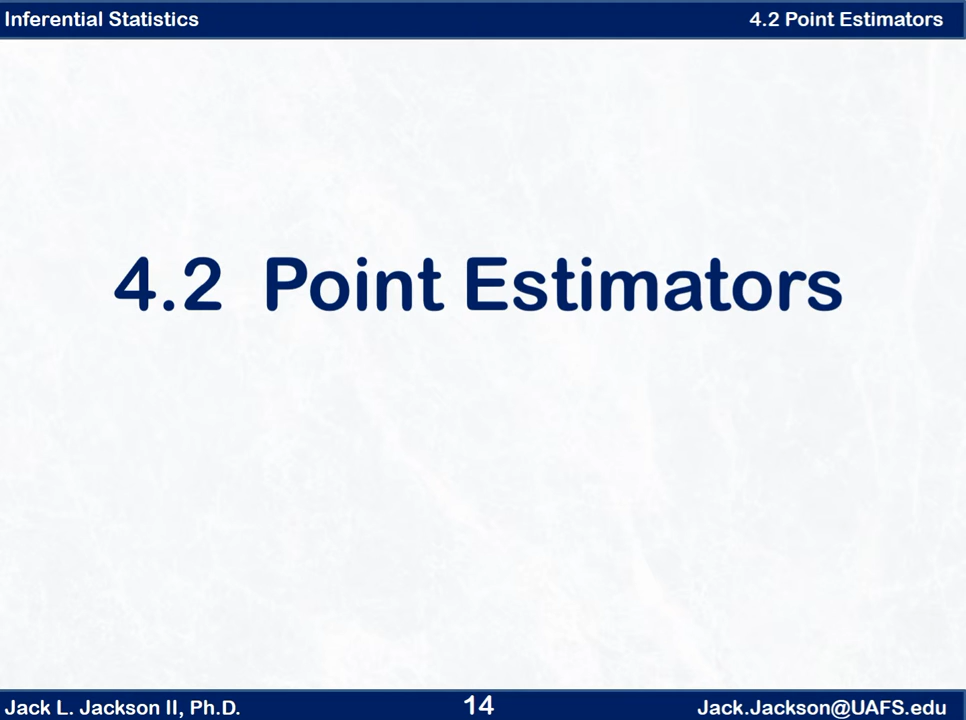 Inferential Statistics
4.2 Point Estimators
4.2 Point Estimators
Jack L. Jackson II, Ph.D.
14
Jack.Jackson@UAFS.edu